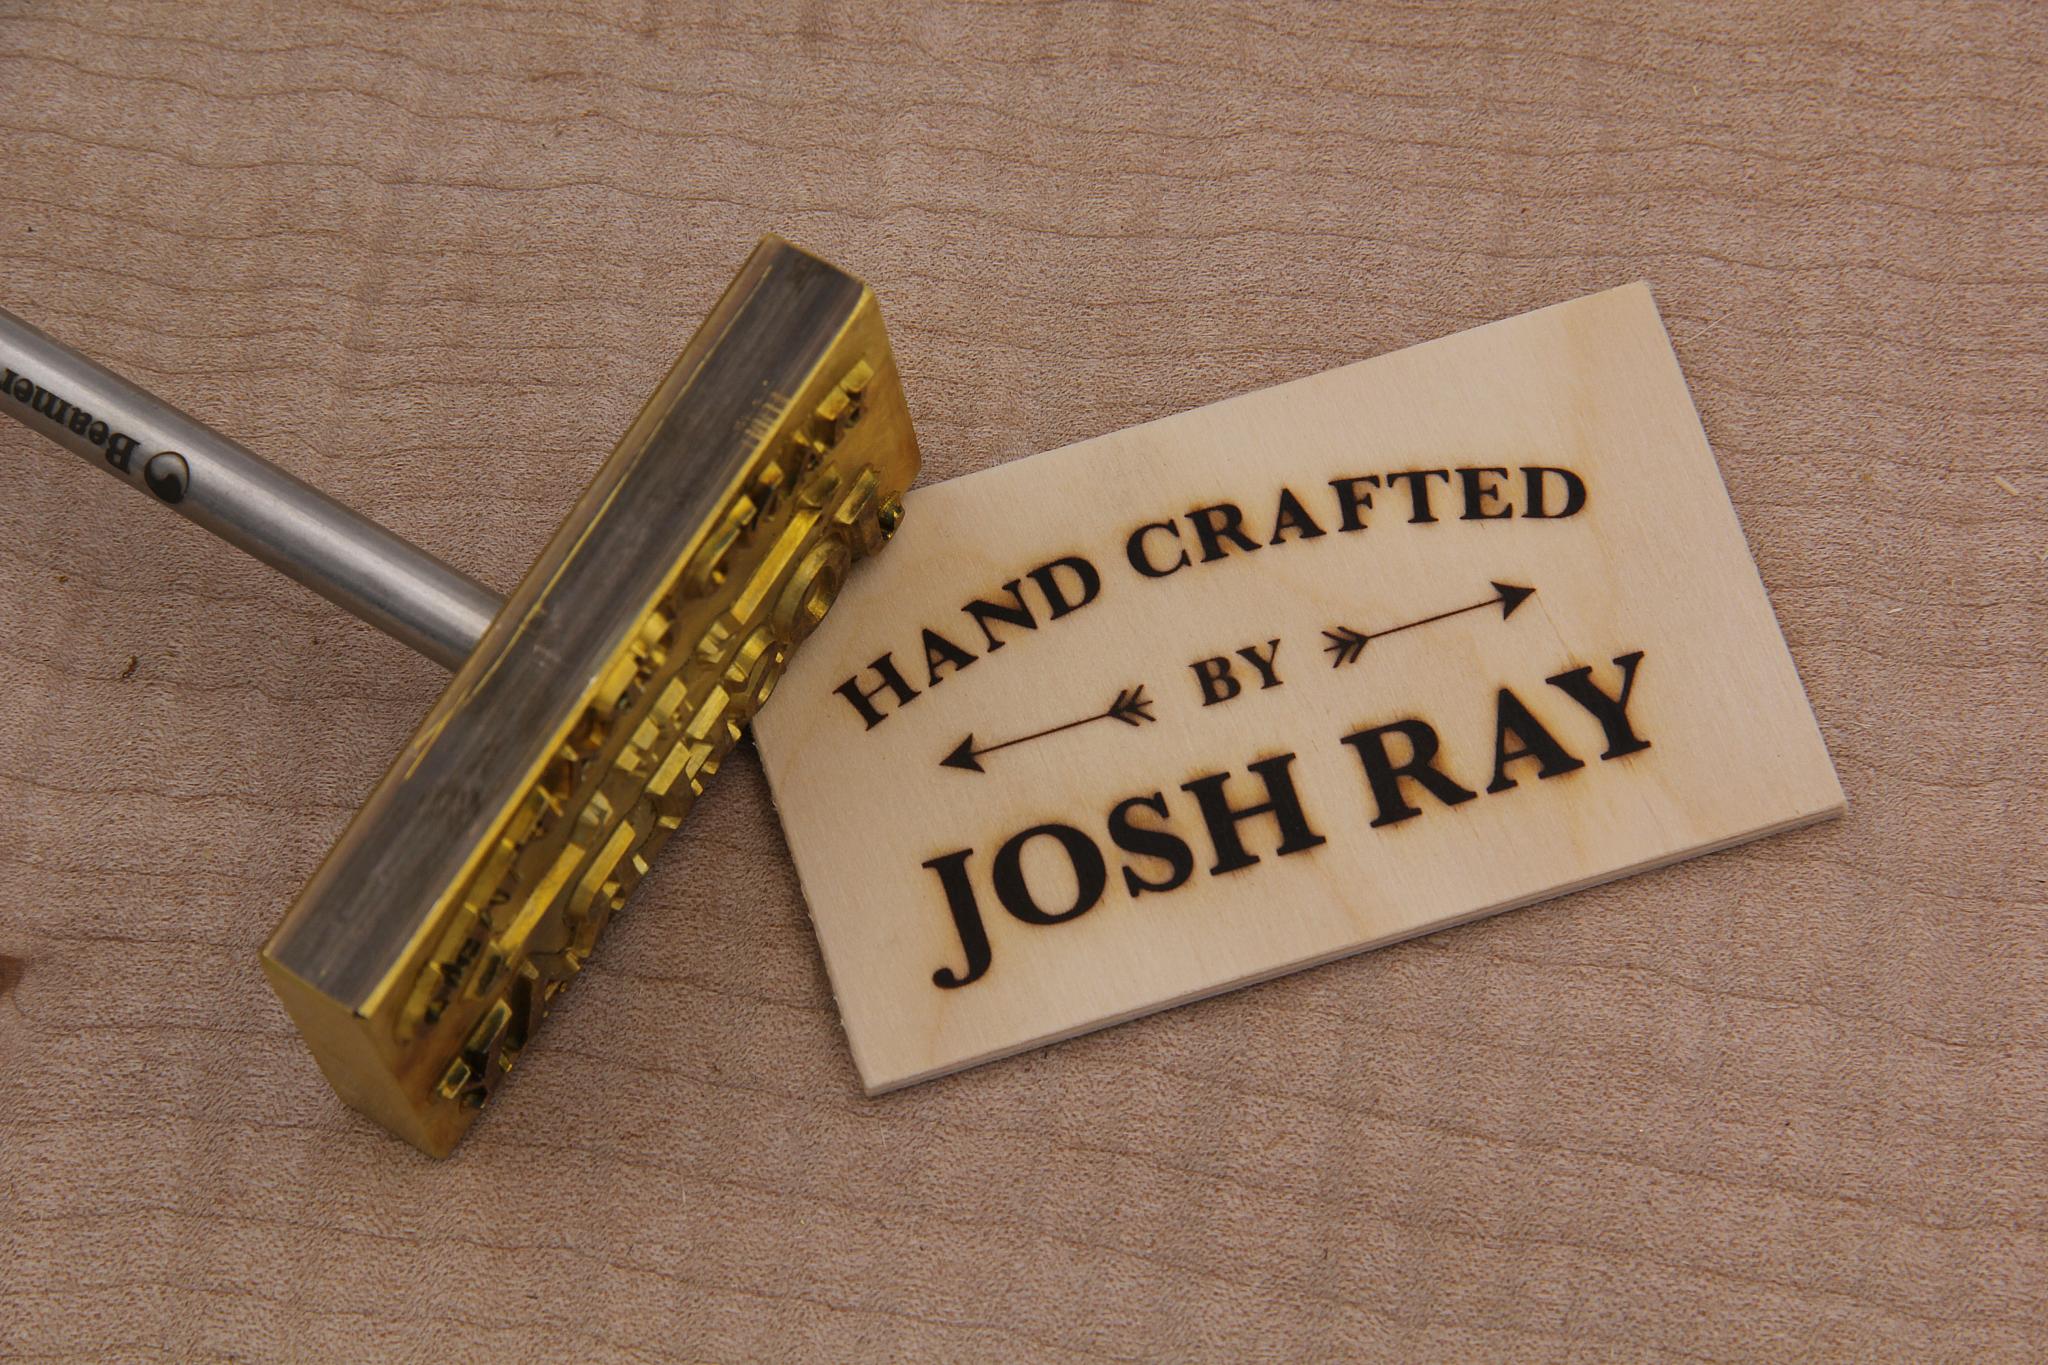 HAND CRAFTED
BY
JOSH RAY
Beamer